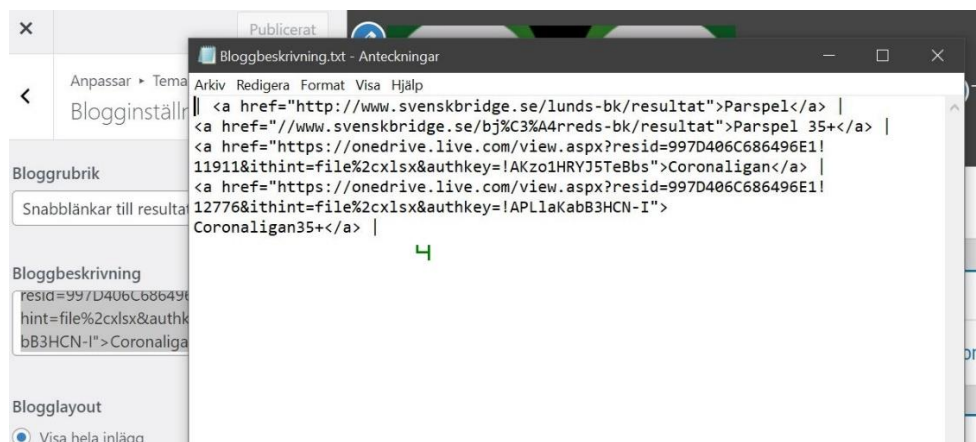 Publicerat
Bloggbeskrivning.txt - Anteckningar
Arkiv Redigera Format Visa Hjälp
Anpassar ▸ Tema
Blogginställ
| <a href="http://www.svenskbridge.se/lunds-bk/resultat">Parspel</a> |
<a href="//www.svenskbridge.se/bj%C3%A4rreds-bk/resultat">Parspel 35+</a> |
<a href="https://onedrive.live.com/view.aspx?resid=997D406C686496E1!
11911&ithint=file%2cxlsx&authkey=!AKzo1HRYJ5TeBbs">Coronaligan</a> |
<a href="https://onedrive.live.com/view.aspx?resid=997D406C686496E1!
12776&ithint=file%2cxlsx&authkey=!APLlaKabB3HCN-I">
Coronaligan35+</a> |
4
Bloggrubrik
Snabblänkar till resultat
Bloggbeskrivning
resid=997D406C686496
hint=file%2cxlsx&authk
bB3HCN-I">Coronaliga
Blogglayout
Visa hela inlägg